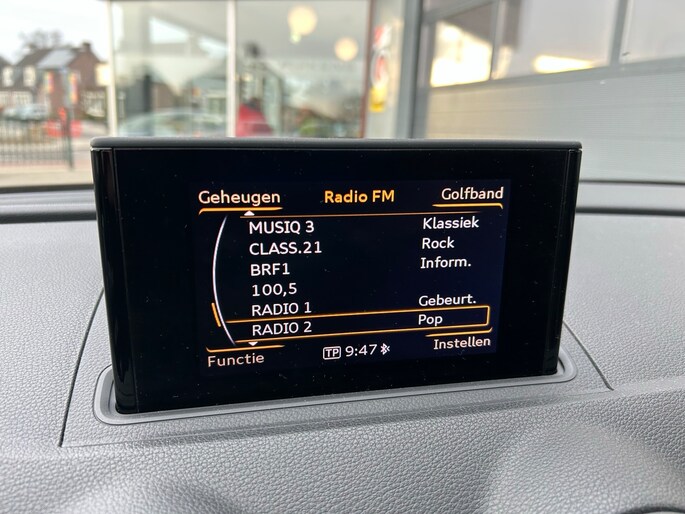 Geheugen Radio FM Golfband
MUSIQ 3 Klassiek
CLASS.21 Rock
BRF1 Inform.
100,5
RADIO 1 Gebeurt.
RADIO 2 Pop
Functie TP 9:47 Instellen